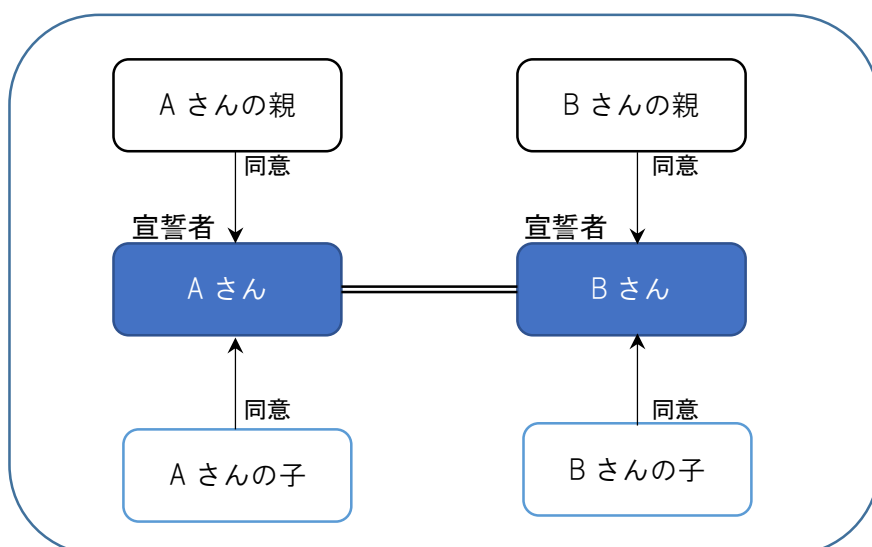 A さんの親
B さんの親
同意
同意
宣誓者
宣誓者
A さん
B さん
同意
同意
A さんの子
B さんの子